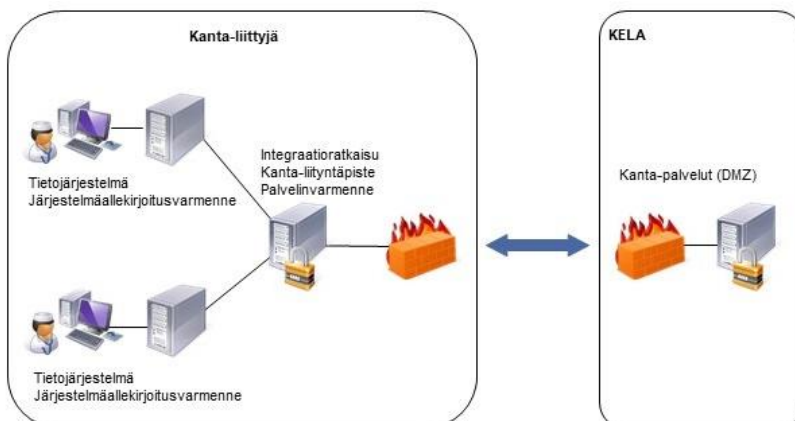 Kanta-liittyjä
KELA
Tietojärjestelmä
Järjestelmäallekirjoitusvarmenne
Integraatioratkaisu
Kanta-liityntäpiste
Palvelinvarmenne
Kanta-palvelut (DMZ)
Tietojärjestelmä
Järjestelmäallekirjoitusvarmenne